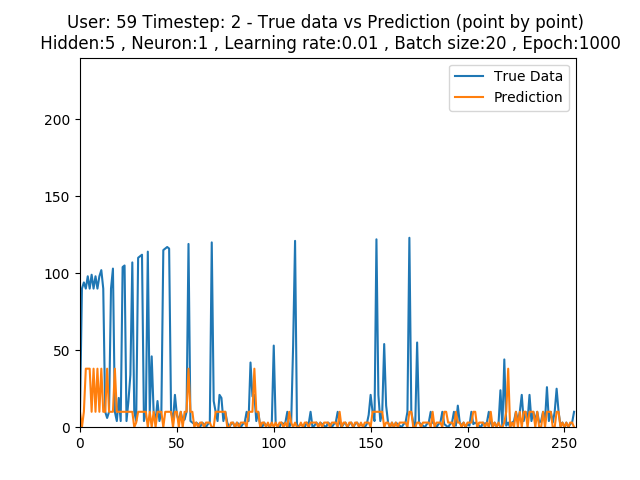 User: 59 Timestep: 2 - True data vs Prediction (point by point)
Hidden:5 , Neuron:1 , Learning rate:0.01 , Batch size:20 , Epoch:1000
True Data
Prediction
200
150
100
50
0
0 50 100 150 200 250